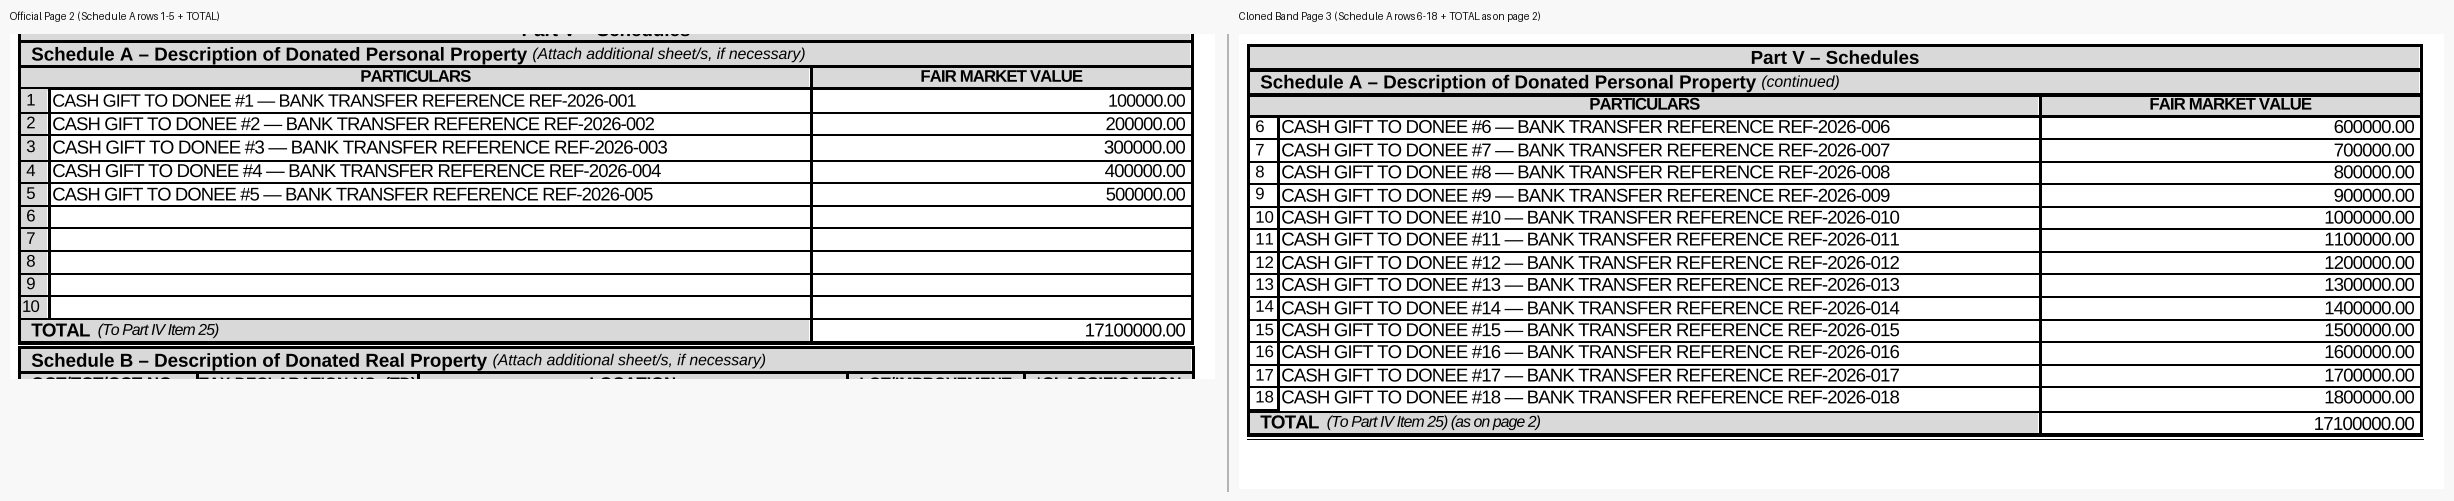 Official Page 2 (Schedule A rows 1-5 + TOTAL)
Part V – Schedules
Schedule A – Description of Donated Personal Property (Attach additional sheet/s, if necessary)
PARTICULARS FAIR MARKET VALUE
1 CASH GIFT TO DONEE #1 — BANK TRANSFER REFERENCE REF-2026-001 100000.00
2 CASH GIFT TO DONEE #2 — BANK TRANSFER REFERENCE REF-2026-002 200000.00
3 CASH GIFT TO DONEE #3 — BANK TRANSFER REFERENCE REF-2026-003 300000.00
4 CASH GIFT TO DONEE #4 — BANK TRANSFER REFERENCE REF-2026-004 400000.00
5 CASH GIFT TO DONEE #5 — BANK TRANSFER REFERENCE REF-2026-005 500000.00
6
7
8
9
10
TOTAL (To Part IV Item 25) 17100000.00
Schedule B – Description of Donated Real Property (Attach additional sheet/s, if necessary)
Cloned Band Page 3 (Schedule A rows 6-18 + TOTAL as on page 2)
Part V – Schedules
Schedule A – Description of Donated Personal Property (continued)
PARTICULARS FAIR MARKET VALUE
6 CASH GIFT TO DONEE #6 — BANK TRANSFER REFERENCE REF-2026-006 600000.00
7 CASH GIFT TO DONEE #7 — BANK TRANSFER REFERENCE REF-2026-007 700000.00
8 CASH GIFT TO DONEE #8 — BANK TRANSFER REFERENCE REF-2026-008 800000.00
9 CASH GIFT TO DONEE #9 — BANK TRANSFER REFERENCE REF-2026-009 900000.00
10 CASH GIFT TO DONEE #10 — BANK TRANSFER REFERENCE REF-2026-010 1000000.00
11 CASH GIFT TO DONEE #11 — BANK TRANSFER REFERENCE REF-2026-011 1100000.00
12 CASH GIFT TO DONEE #12 — BANK TRANSFER REFERENCE REF-2026-012 1200000.00
13 CASH GIFT TO DONEE #13 — BANK TRANSFER REFERENCE REF-2026-013 1300000.00
14 CASH GIFT TO DONEE #14 — BANK TRANSFER REFERENCE REF-2026-014 1400000.00
15 CASH GIFT TO DONEE #15 — BANK TRANSFER REFERENCE REF-2026-015 1500000.00
16 CASH GIFT TO DONEE #16 — BANK TRANSFER REFERENCE REF-2026-016 1600000.00
17 CASH GIFT TO DONEE #17 — BANK TRANSFER REFERENCE REF-2026-017 1700000.00
18 CASH GIFT TO DONEE #18 — BANK TRANSFER REFERENCE REF-2026-018 1800000.00
TOTAL (To Part IV Item 25) (as on page 2) 17100000.00